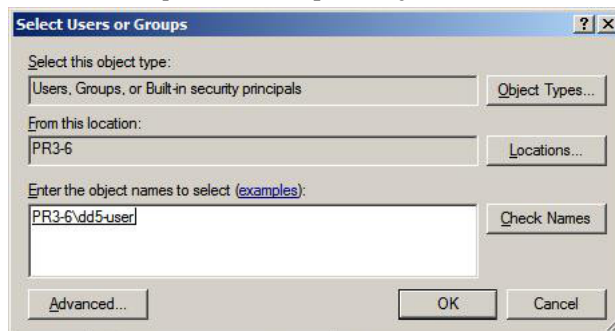 Select Users or Groups
? X
Select this object type:
Users, Groups, or Built-in security principals
Object Types...
From this location:
PR3-6
Locations...
Enter the object names to select (examples):
PR3-6\dd5-user
Check Names
Advanced...
OK
Cancel